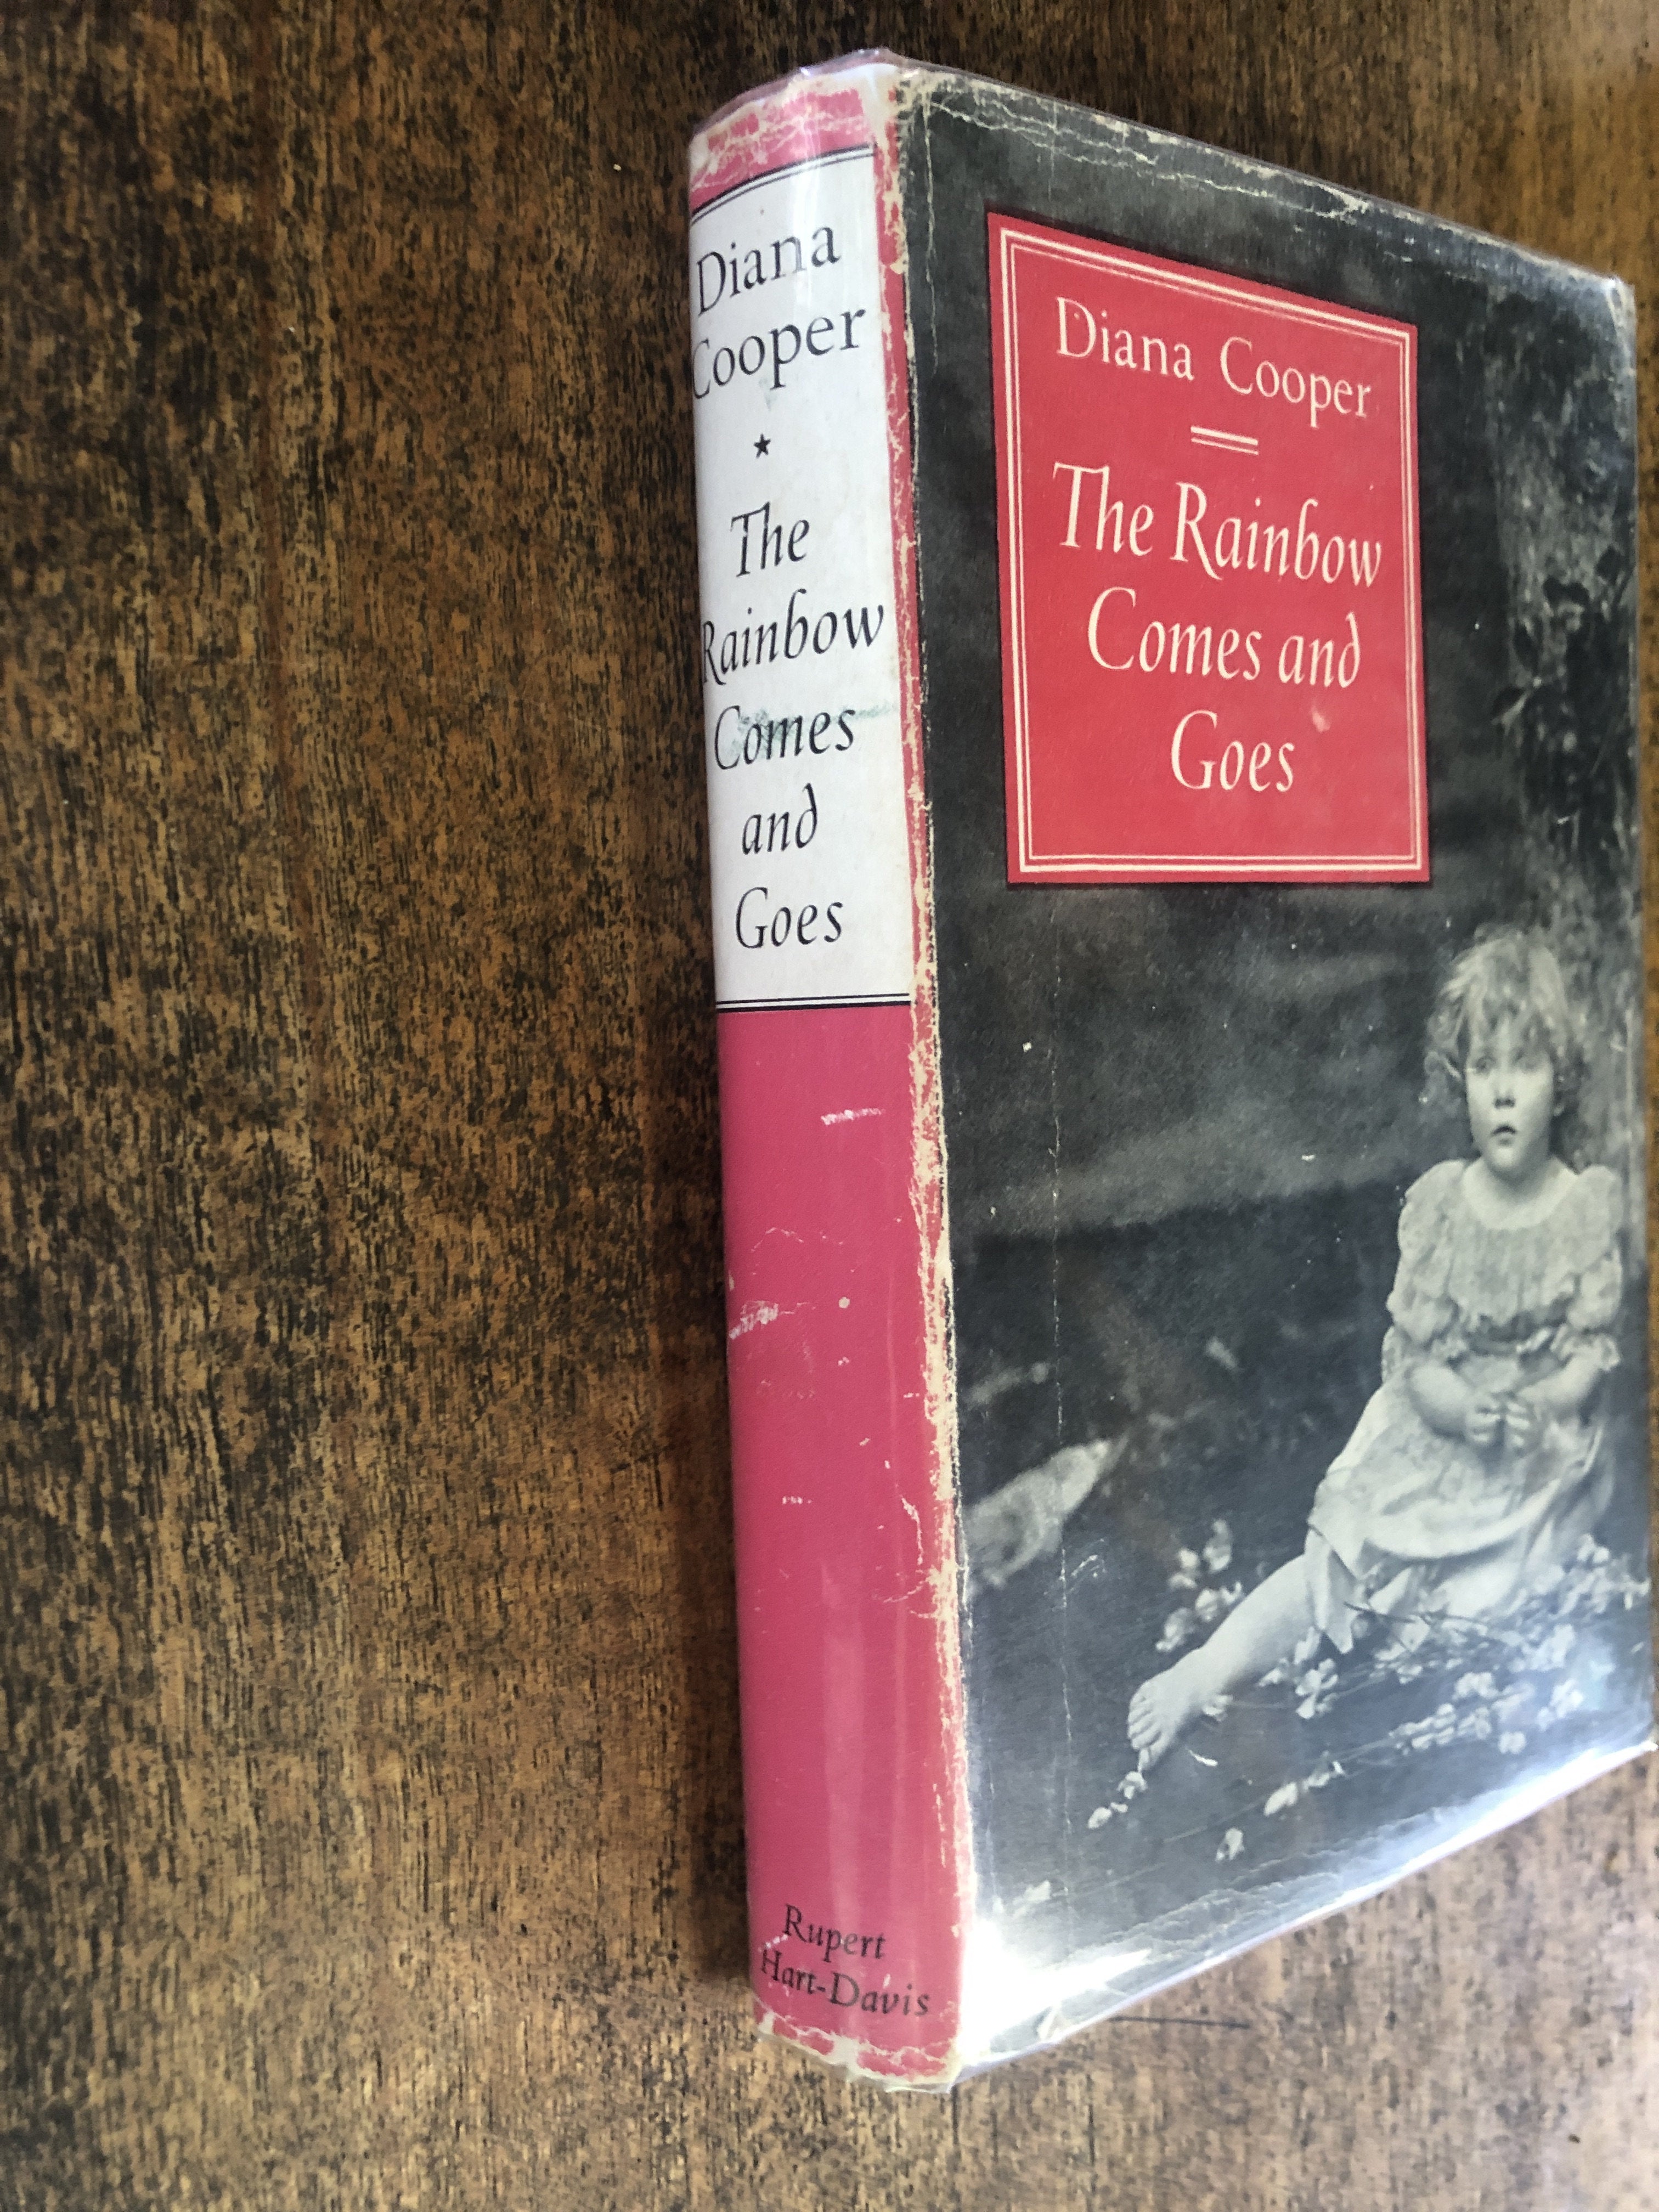 Diana
Cooper
★
The
Rainbow
Comes
and
Goes
Rupert
Hart-Davis
Diana Cooper
The Rainbow
Comes and
Goes